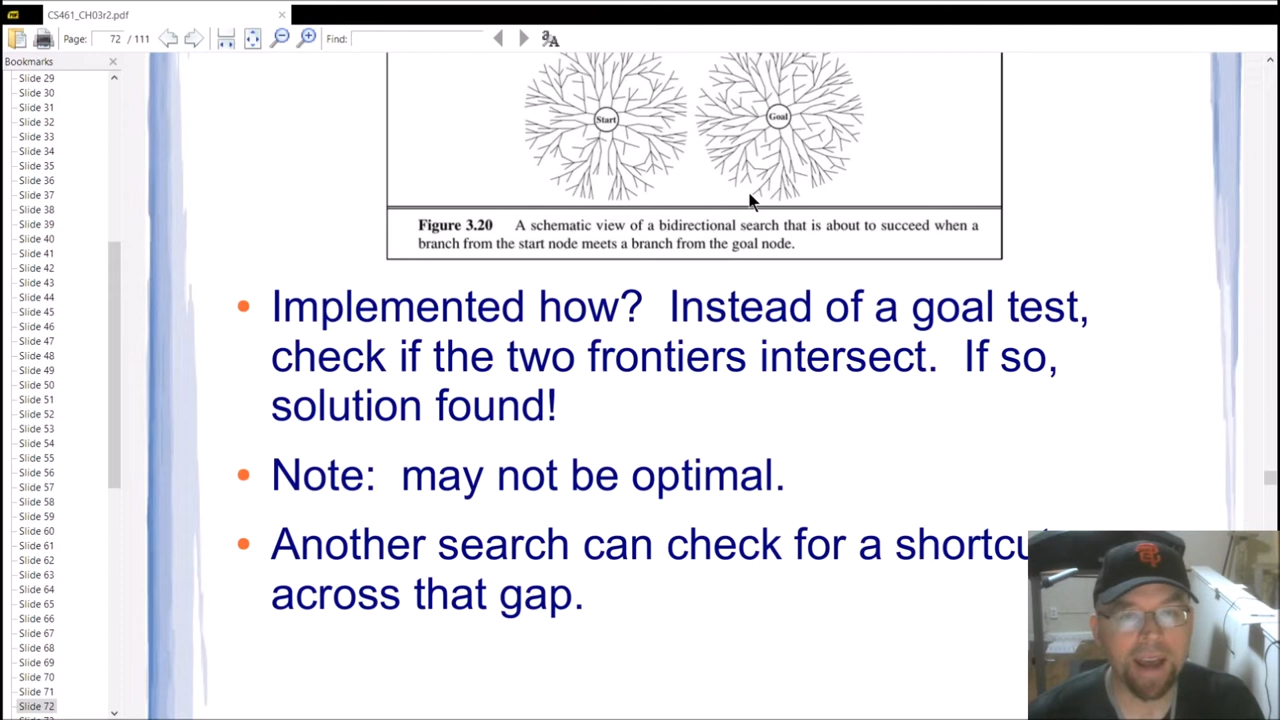 CS461_CH03r2.pdf
Page: 72 / 111
Find:
Bookmarks
Slide 29
Slide 30
Slide 31
Slide 32
Slide 33
Slide 34
Slide 35
Slide 36
Slide 37
Slide 38
Slide 39
Slide 40
Slide 41
Slide 42
Slide 43
Slide 44
Slide 45
Slide 46
Slide 47
Slide 48
Slide 49
Slide 50
Slide 51
Slide 52
Slide 53
Slide 54
Slide 55
Slide 56
Slide 57
Slide 58
Slide 59
Slide 60
Slide 61
Slide 62
Slide 63
Slide 64
Slide 65
Slide 66
Slide 67
Slide 68
Slide 69
Slide 70
Slide 71
Slide 72
Start
Goal
Figure 3.20 A schematic view of a bidirectional search that is about to succeed when a
branch from the start node meets a branch from the goal node.
• Implemented how? Instead of a goal test,
check if the two frontiers intersect. If so,
solution found!
• Note: may not be optimal.
• Another search can check for a shortcu
across that gap.